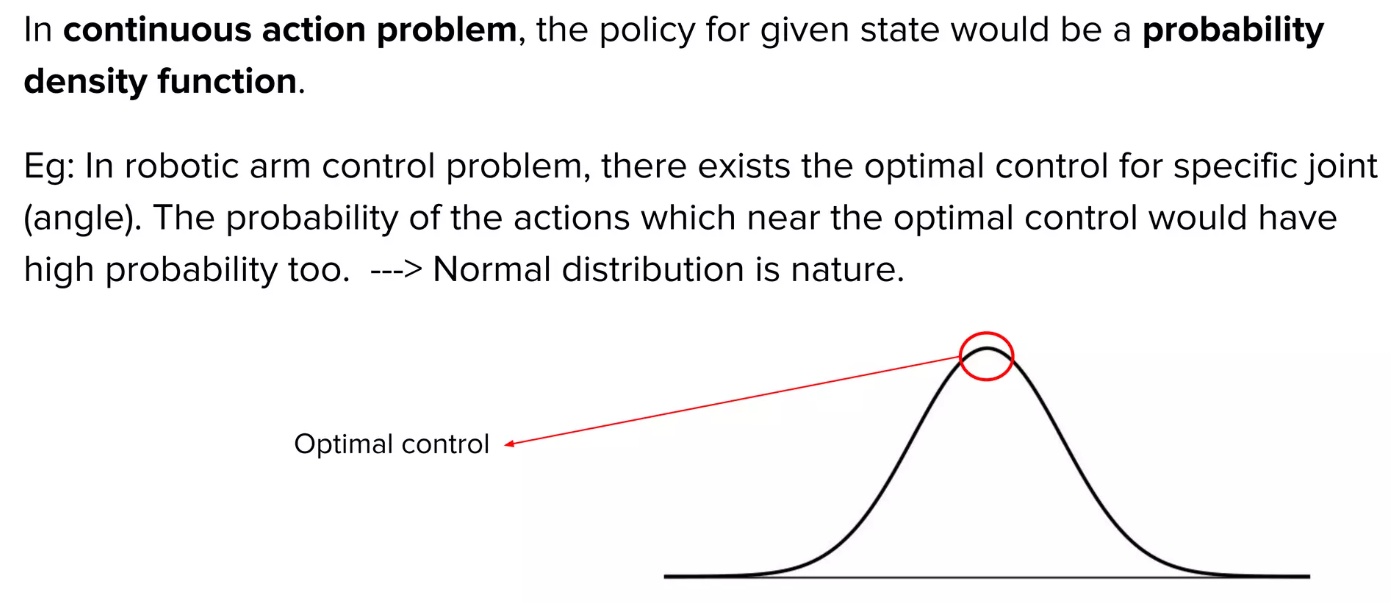 In continuous action problem, the policy for given state would be a probability
density function.
Eg: In robotic arm control problem, there exists the optimal control for specific joint
(angle). The probability of the actions which near the optimal control would have
high probability too.  ---> Normal distribution is nature.
Optimal control